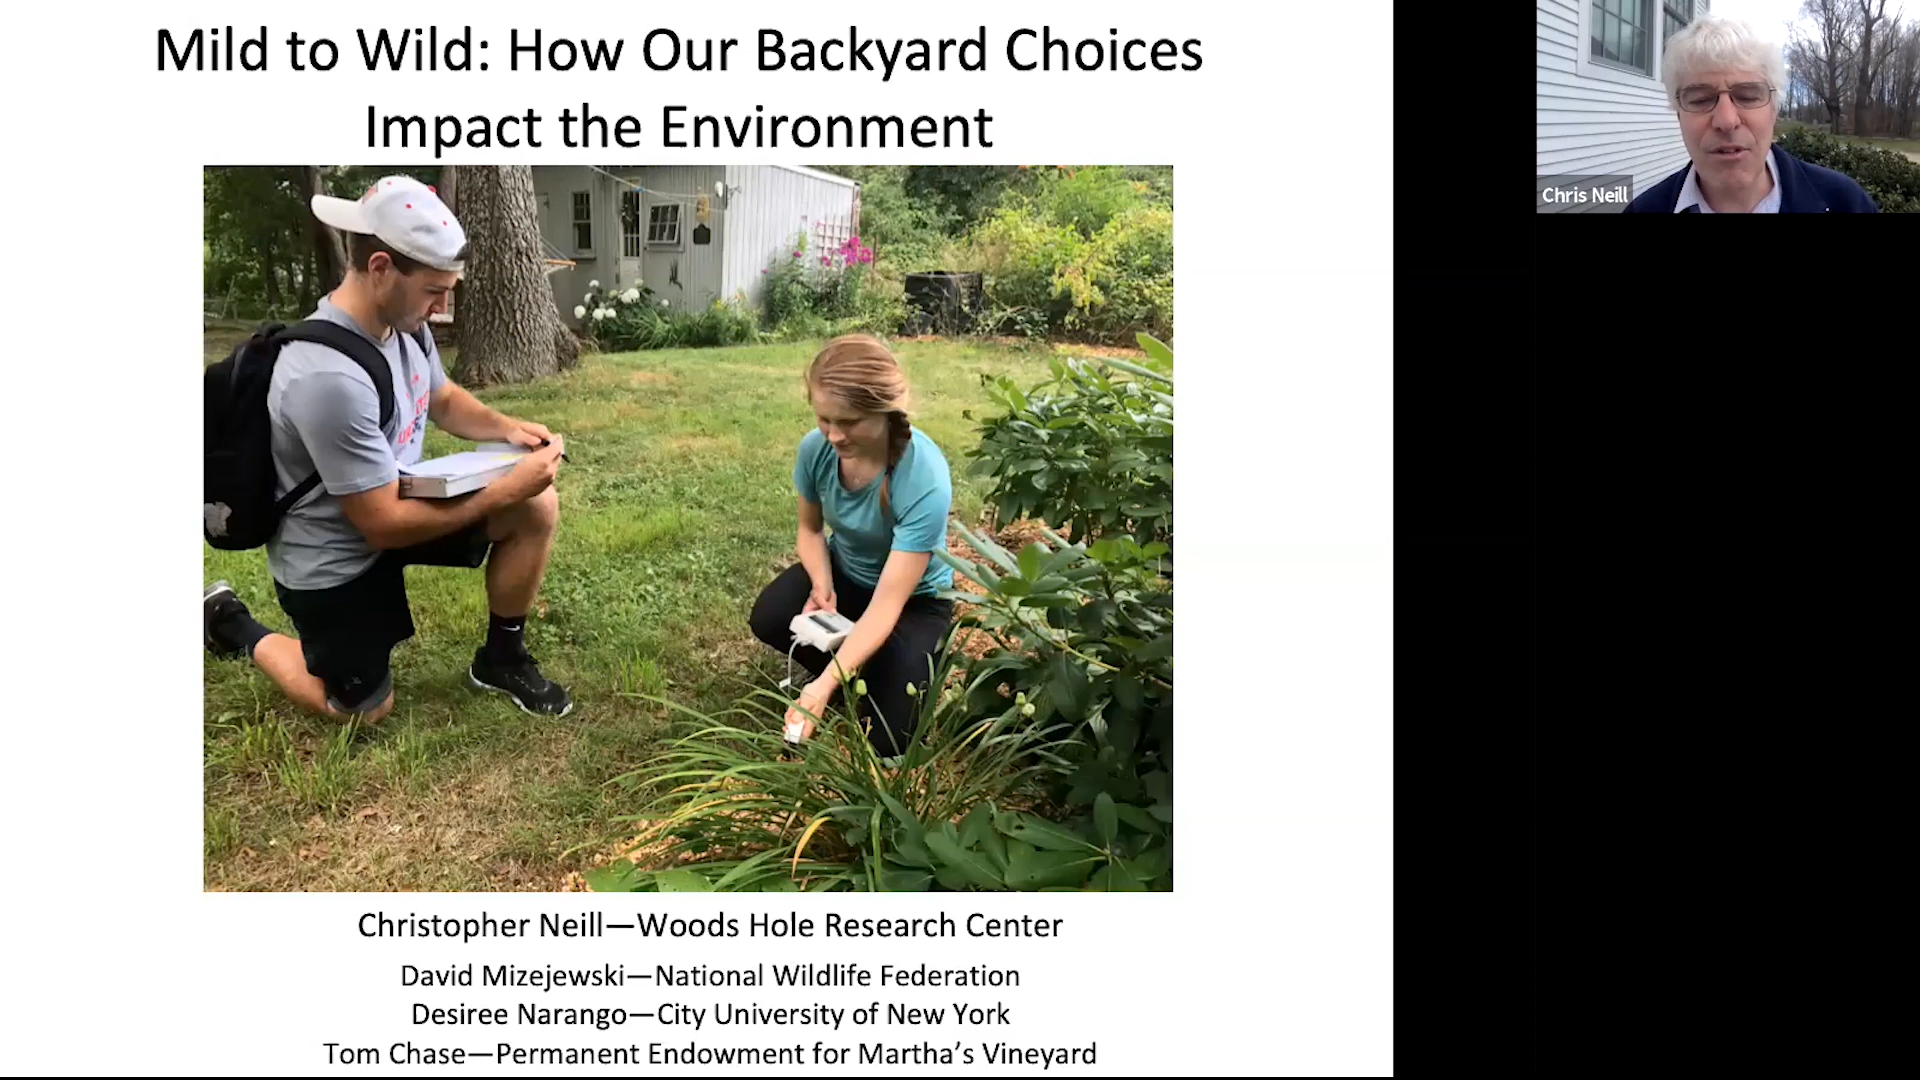 Mild to Wild: How Our Backyard Choices
Impact the Environment
Chris Neill
Christopher Neill—Woods Hole Research Center
David Mizejewski—National Wildlife Federation
Desiree Narango—City University of New York
Tom Chase—Permanent Endowment for Martha's Vineyard